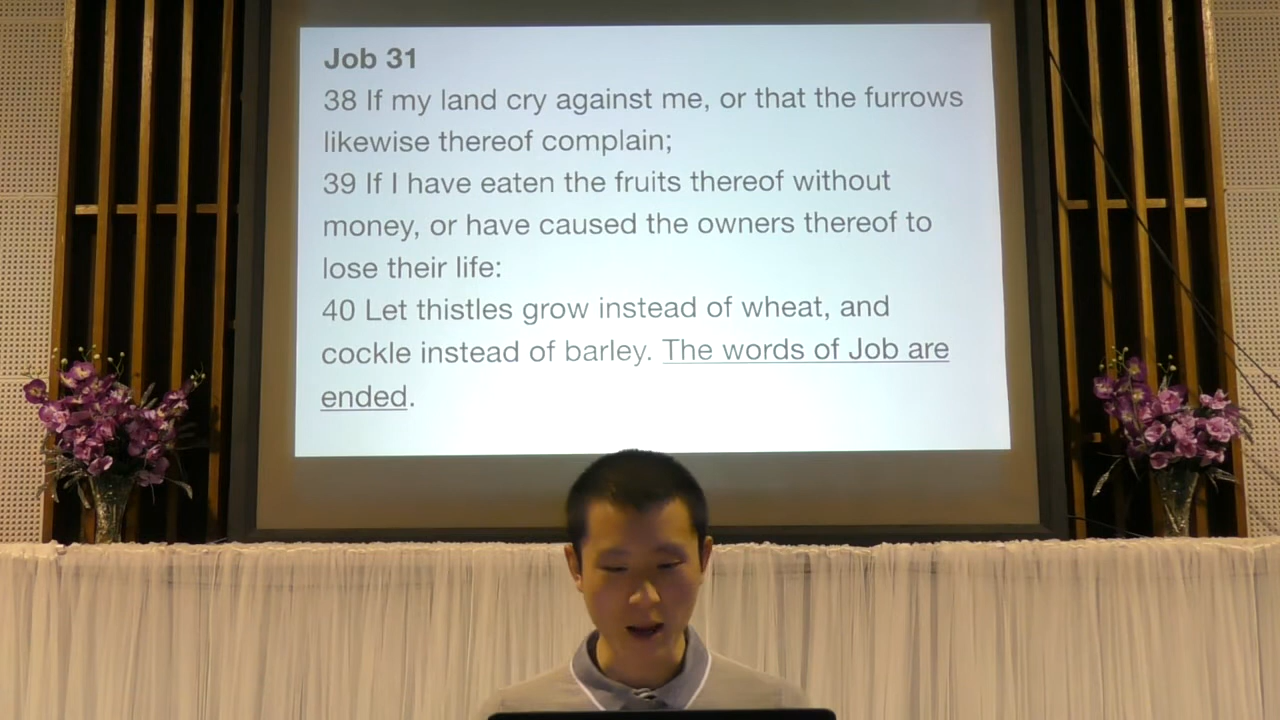 Job 31
38 If my land cry against me, or that the furrows
likewise thereof complain;
39 If I have eaten the fruits thereof without
money, or have caused the owners thereof to
lose their life:
40 Let thistles grow instead of wheat, and
cockle instead of barley. The words of Job are
ended.